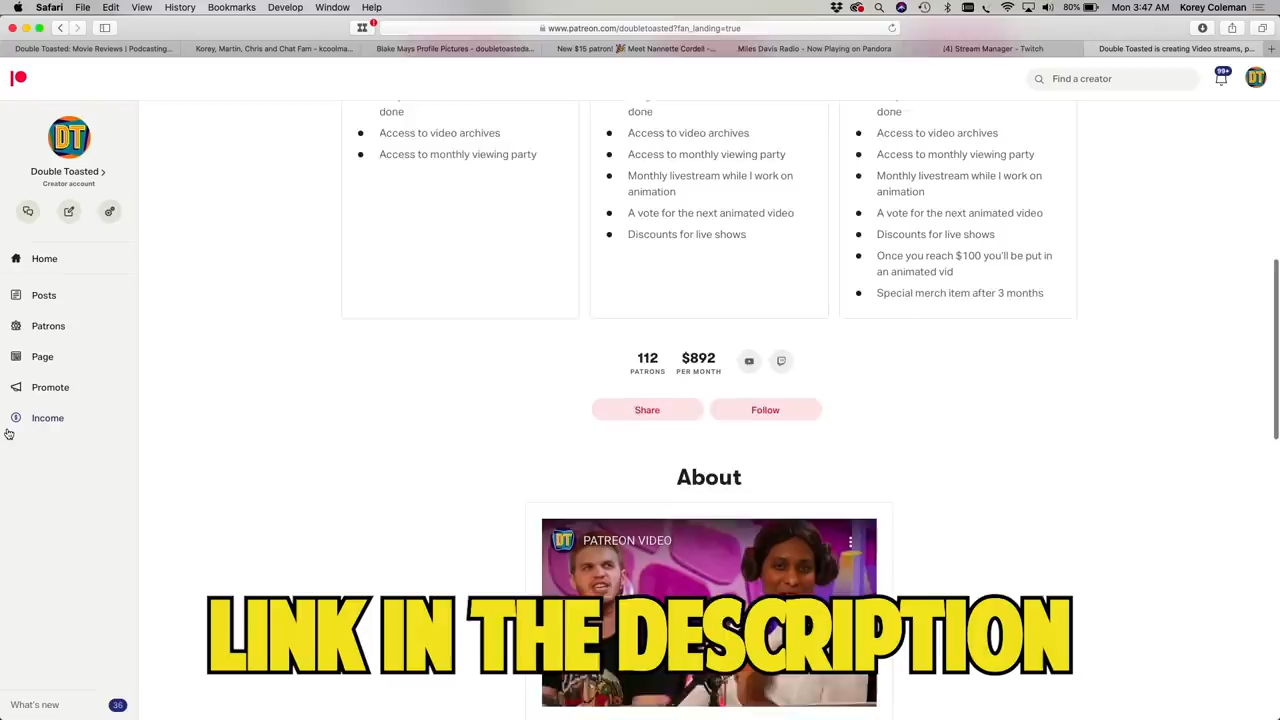 Safari File Edit View History Bookmarks Develop Window Help
80% Mon 3:47 AM Korey Coleman
www.patreon.com/doubletoasted?fan_landing=true
Double Toasted: Movie Reviews | Podcasting...
Korey, Martin, Chris and Chat Fam – kcoolma...
Blake Mays Profile Pictures – doubletoasteda...
New $15 patron! 🎉 Meet Nannette Cordell –...
Miles Davis Radio – Now Playing on Pandora
(4) Stream Manager – Twitch
Double Toasted is creating Video streams, p...
Find a creator
99+
DT
DT
Double Toasted
Creator account
Home
Posts
Patrons
Page
Promote
Income
What's new 36
done
• Access to video archives
• Access to monthly viewing party
done
• Access to video archives
• Access to monthly viewing party
• Monthly livestream while I work on
animation
• A vote for the next animated video
• Discounts for live shows
done
• Access to video archives
• Access to monthly viewing party
• Monthly livestream while I work on
animation
• A vote for the next animated video
• Discounts for live shows
• Once you reach $100 you'll be put in
an animated vid
• Special merch item after 3 months
112 $892
PATRONS PER MONTH
Share Follow
About
DT PATREON VIDEO
LINK IN THE DESCRIPTION